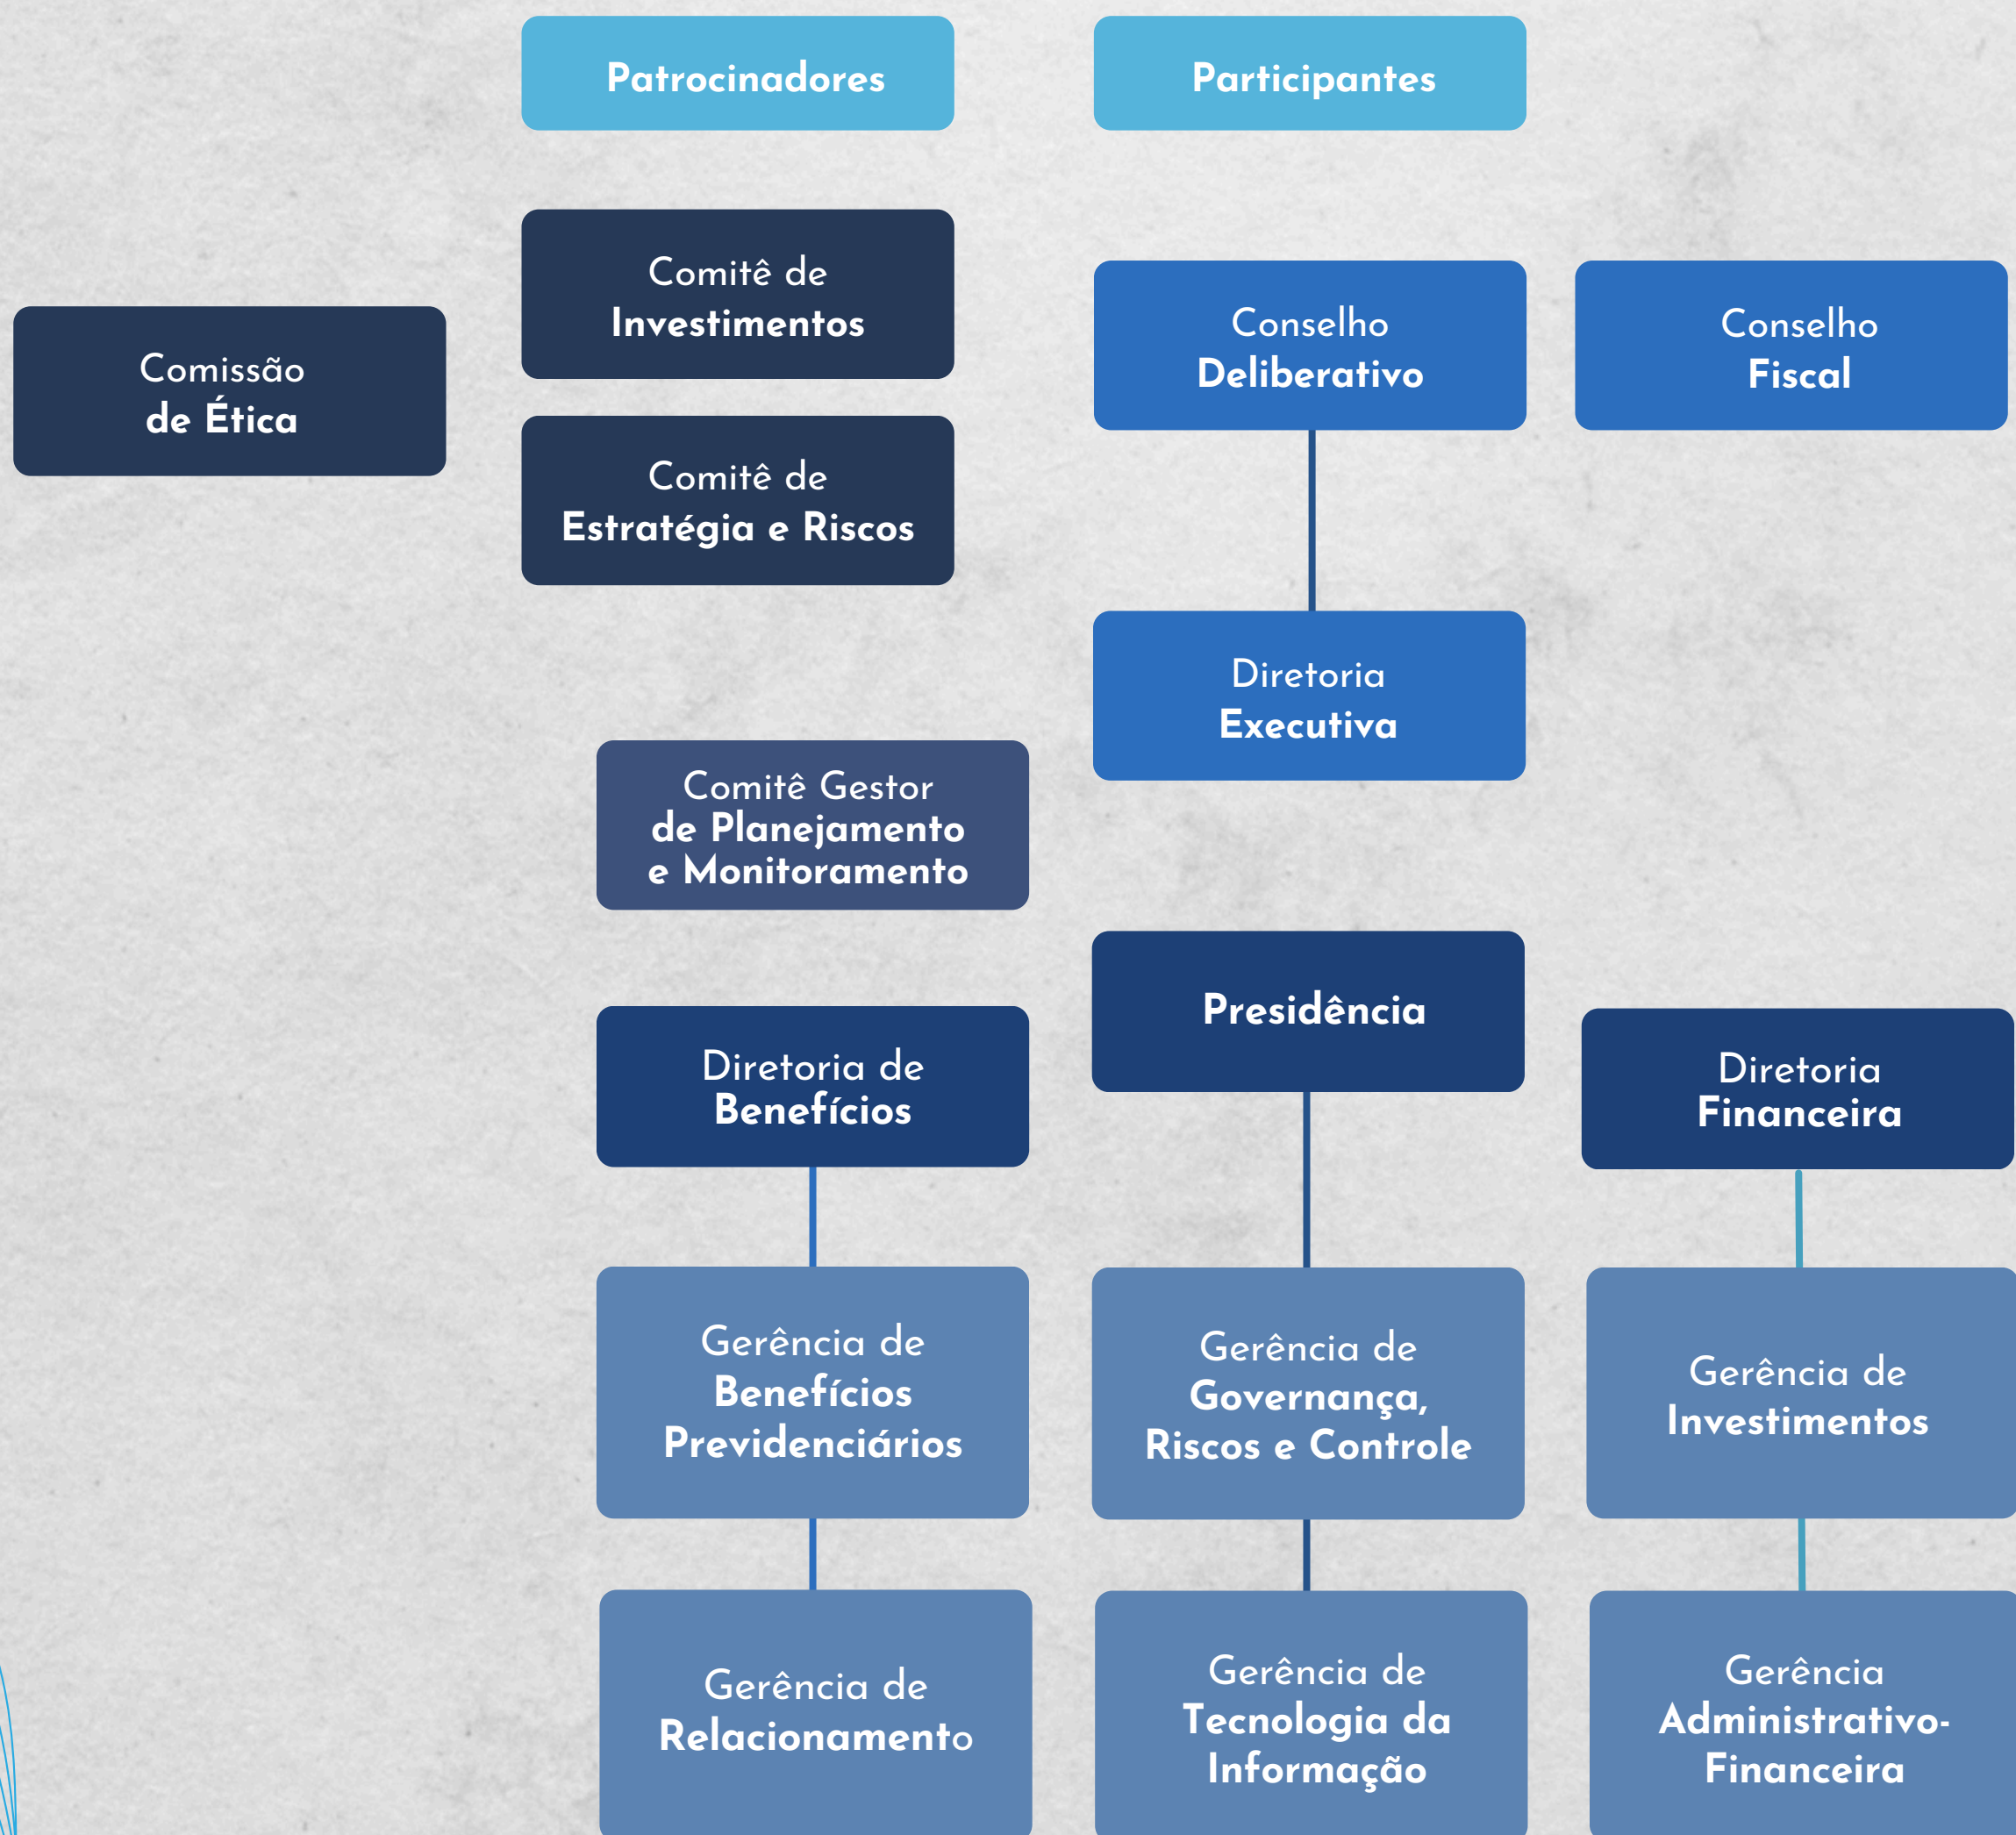 Patrocinadores
Participantes
Comissão
de Ética
Comitê de
Investimentos
Comitê de
Estratégia e Riscos
Conselho
Deliberativo
Conselho
Fiscal
Diretoria
Executiva
Comitê Gestor
de Planejamento
e Monitoramento
Presidência
Diretoria de
Benefícios
Diretoria
Financeira
Gerência de
Benefícios
Previdenciários
Gerência de
Governança,
Riscos e Controle
Gerência de
Investimentos
Gerência de
Relacionamento
Gerência de
Tecnologia da
Informação
Gerência
Administrativo-
Financeira